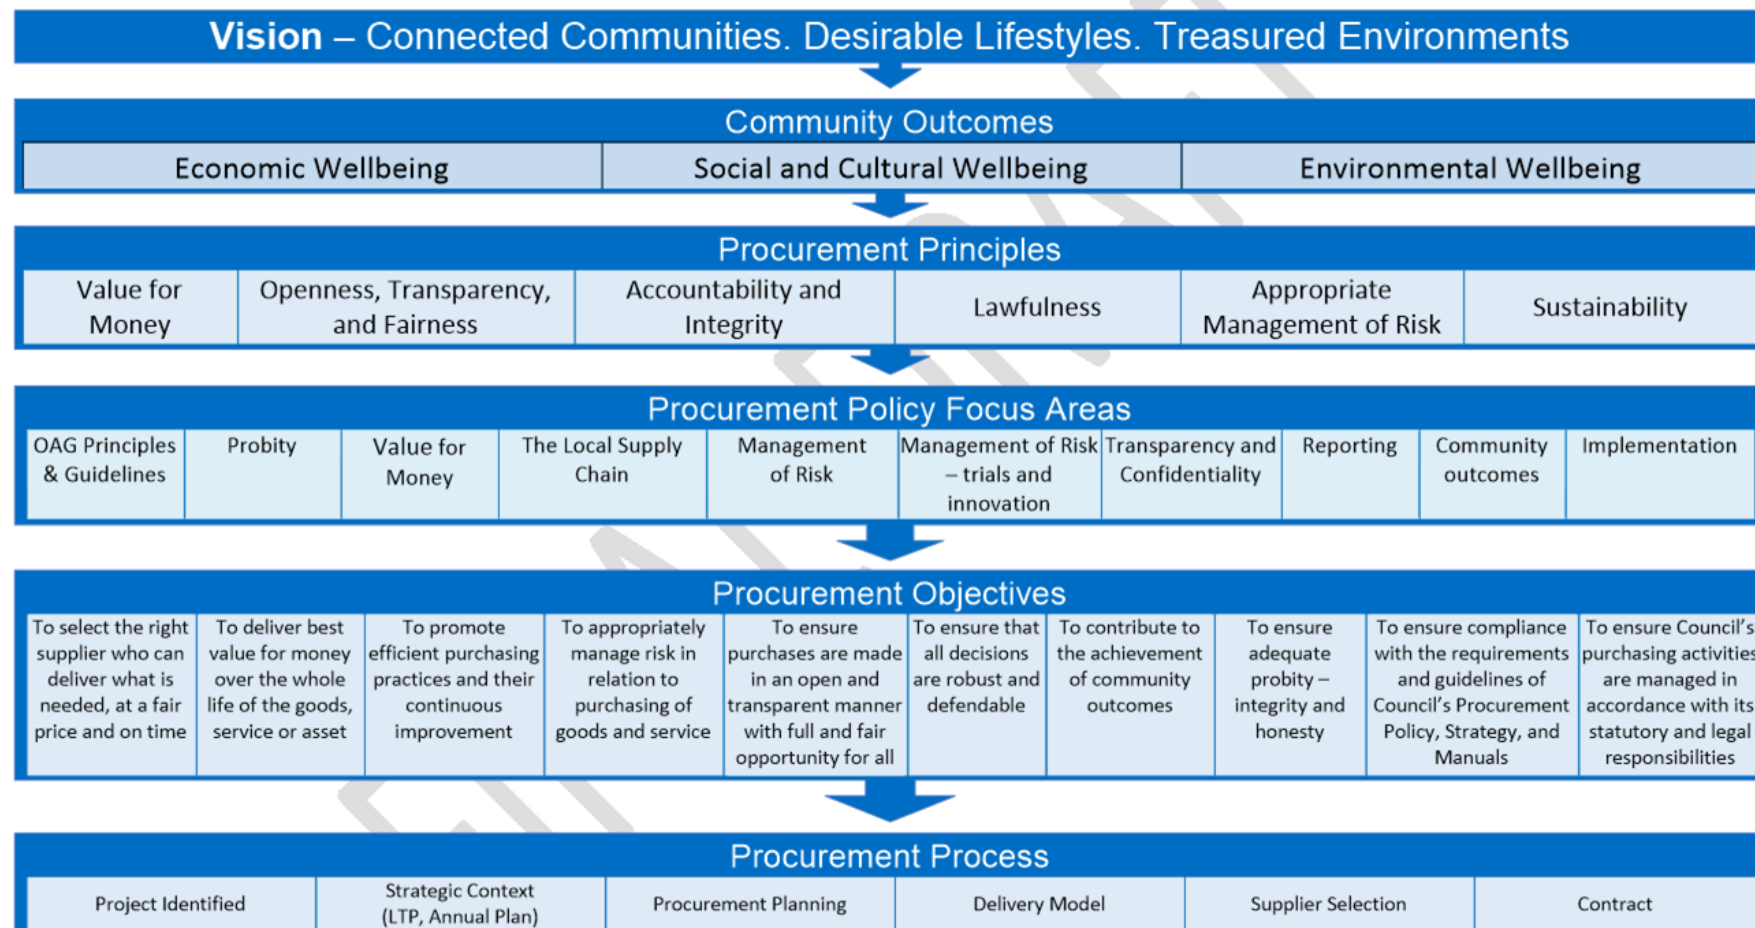 Vision – Connected Communities. Desirable Lifestyles. Treasured Environments
Community Outcomes
Economic Wellbeing
Social and Cultural Wellbeing
Environmental Wellbeing
Procurement Principles
Value for
Money
Openness, Transparency,
and Fairness
Accountability and
Integrity
Lawfulness
Appropriate
Management of Risk
Sustainability
Procurement Policy Focus Areas
OAG Principles
& Guidelines
Probity
Value for
Money
The Local Supply
Chain
Management
of Risk
Management of Risk
– trials and
innovation
Transparency and
Confidentiality
Reporting
Community
outcomes
Implementation
Procurement Objectives
To select the right
supplier who can
deliver what is
needed, at a fair
price and on time
To deliver best
value for money
over the whole
life of the goods,
service or asset
To promote
efficient purchasing
practices and their
continuous
improvement
To appropriately
manage risk in
relation to
purchasing of
goods and service
To ensure
purchases are made
in an open and
transparent manner
with full and fair
opportunity for all
To ensure that
all decisions
are robust and
defendable
To contribute to
the achievement
of community
outcomes
To ensure
adequate
probity –
integrity and
honesty
To ensure compliance
with the requirements
and guidelines of
Council's Procurement
Policy, Strategy, and
Manuals
To ensure Council's
purchasing activities
are managed in
accordance with its
statutory and legal
responsibilities
Procurement Process
Project Identified
Strategic Context
(LTP, Annual Plan)
Procurement Planning
Delivery Model
Supplier Selection
Contract